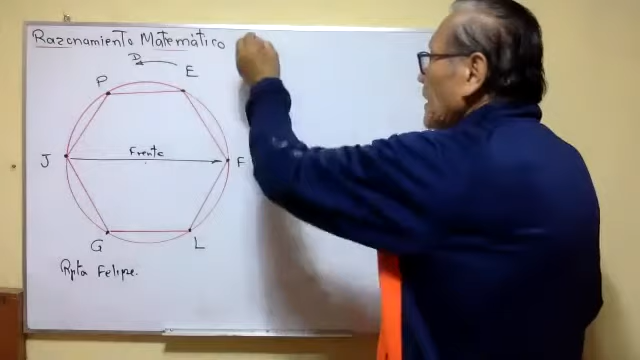 Razonamiento Matemático
D
P
E
J
Frente
F
G
L
Rpta Felipe.